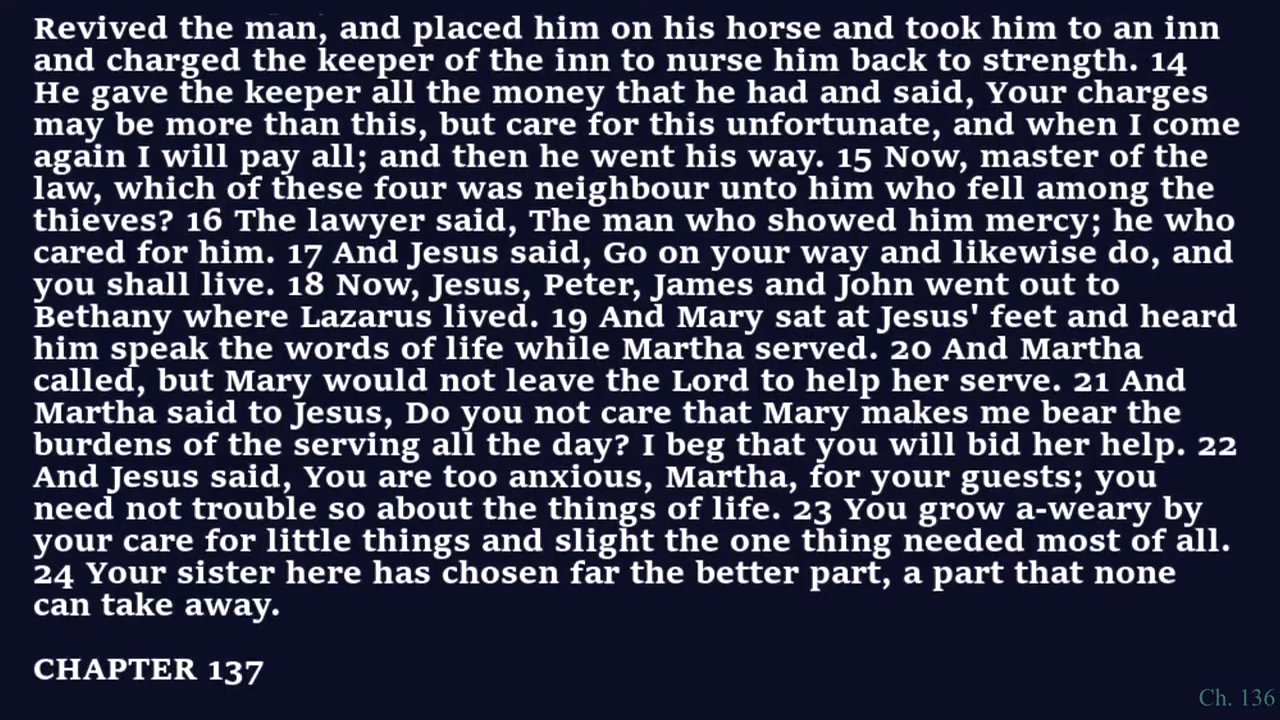 Revived the man, and placed him on his horse and took him to an inn
and charged the keeper of the inn to nurse him back to strength. 14
He gave the keeper all the money that he had and said, Your charges
may be more than this, but care for this unfortunate, and when I come
again I will pay all; and then he went his way. 15 Now, master of the
law, which of these four was neighbour unto him who fell among the
thieves? 16 The lawyer said, The man who showed him mercy; he who
cared for him. 17 And Jesus said, Go on your way and likewise do, and
you shall live. 18 Now, Jesus, Peter, James and John went out to
Bethany where Lazarus lived. 19 And Mary sat at Jesus' feet and heard
him speak the words of life while Martha served. 20 And Martha
called, but Mary would not leave the Lord to help her serve. 21 And
Martha said to Jesus, Do you not care that Mary makes me bear the
burdens of the serving all the day? I beg that you will bid her help. 22
And Jesus said, You are too anxious, Martha, for your guests; you
need not trouble so about the things of life. 23 You grow a-weary by
your care for little things and slight the one thing needed most of all.
24 Your sister here has chosen far the better part, a part that none
can take away.
CHAPTER 137
Ch. 136